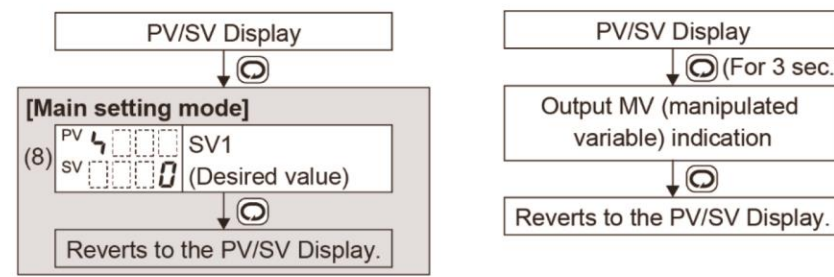 PV/SV Display
[Main setting mode]
(8)
PV
SV 0
SV1
(Desired value)
Reverts to the PV/SV Display.
PV/SV Display
(For 3 sec.
Output MV (manipulated
variable) indication
Reverts to the PV/SV Display.